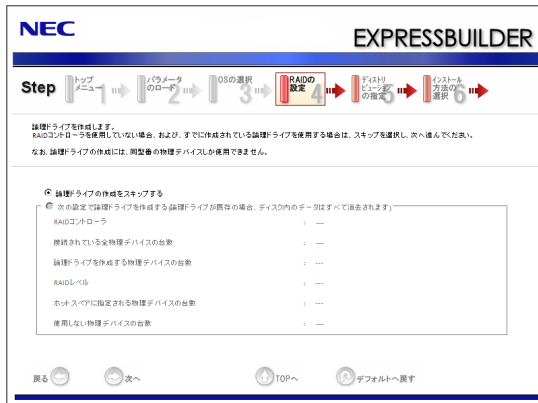 NEC
EXPRESSBUILDER
Step
トップ
メニュー 1
パラメータ
のロード 2
OSの選択
3
RAIDの
設定 4
ディストリ
ビューション
の指定 5
インストール
方法の
選択 6
論理ドライブを作成します。
RAIDコントローラを使用していない場合、および、すでに作成されている論理ドライブを使用する場合は、スキップを選択し、次へ進んでください。
なお、論理ドライブの作成には、同型番の物理デバイスしか使用できません。
論理ドライブの作成をスキップする
次の設定で論理ドライブを作成する(論理ドライブが既存の場合、ディスク内のデータはすべて消去されます)
RAIDコントローラ : ---
接続されている全物理デバイスの台数 : ---
論理ドライブを作成する物理デバイスの台数 : ---
RAIDレベル : ---
ホットスペアに指定される物理デバイスの台数 : ---
使用しない物理デバイスの台数 : ---
戻る 次へ TOPへ デフォルトへ戻す